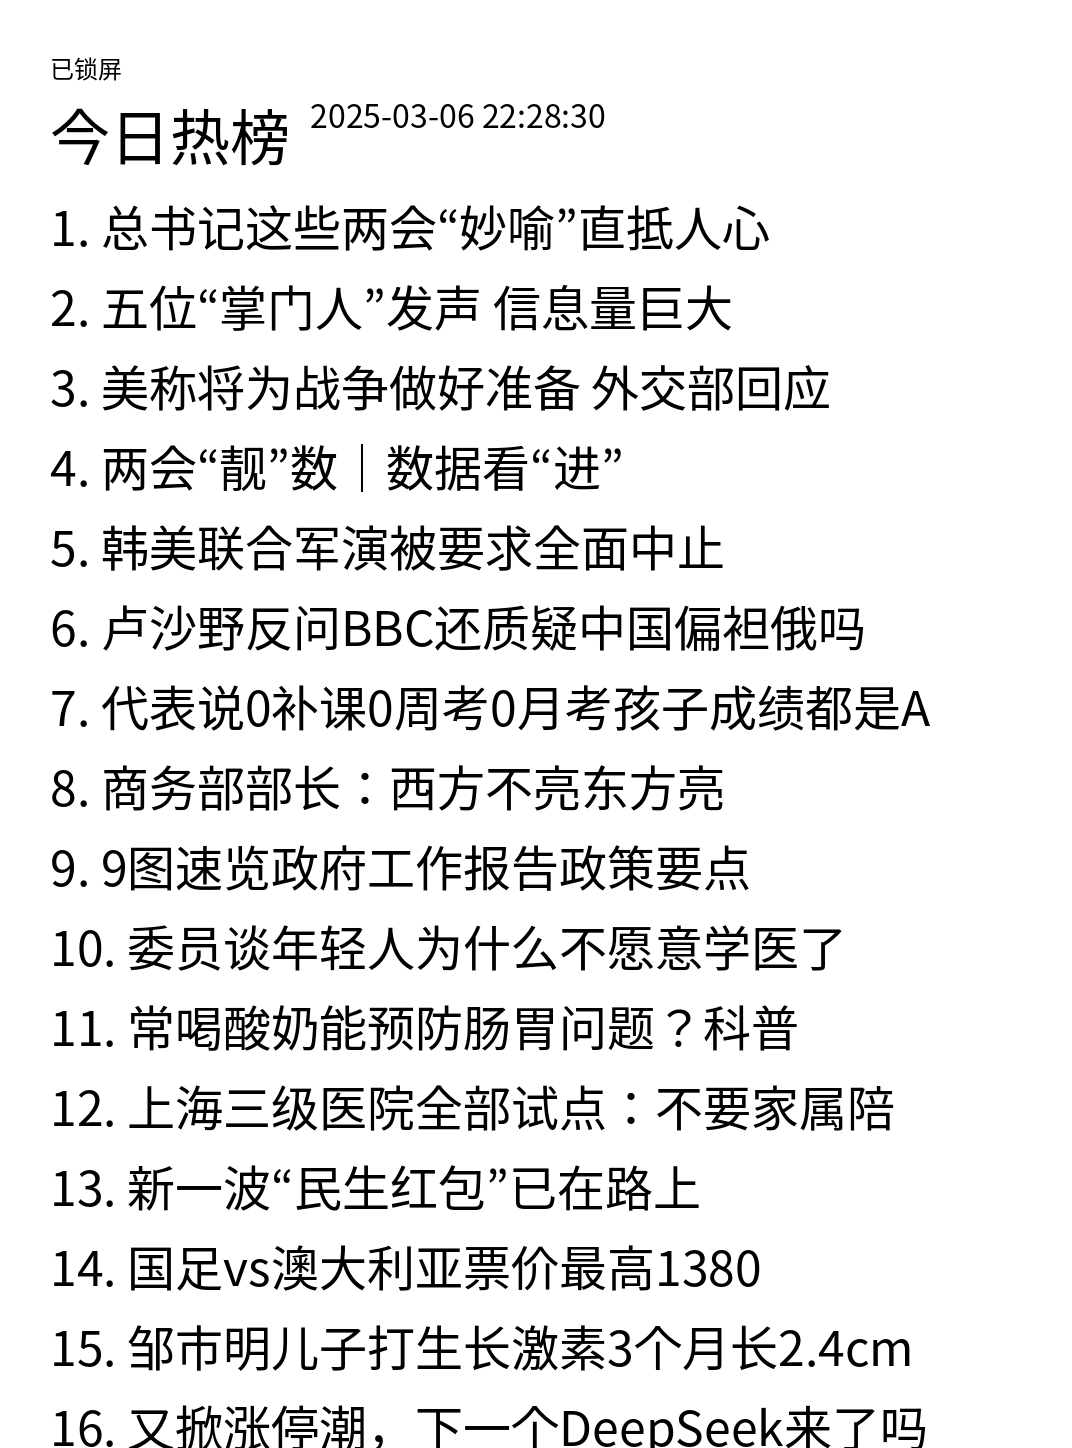 已锁屏
今日热榜 2025-03-06 22:28:30
1. 总书记这些两会“妙喻”直抵人心
2. 五位“掌门人”发声 信息量巨大
3. 美称将为战争做好准备 外交部回应
4. 两会“靓”数｜数据看“进”
5. 韩美联合军演被要求全面中止
6. 卢沙野反问BBC还质疑中国偏袒俄吗
7. 代表说0补课0周考0月考孩子成绩都是A
8. 商务部部长：西方不亮东方亮
9. 9图速览政府工作报告政策要点
10. 委员谈年轻人为什么不愿意学医了
11. 常喝酸奶能预防肠胃问题？科普
12. 上海三级医院全部试点：不要家属陪
13. 新一波“民生红包”已在路上
14. 国足vs澳大利亚票价最高1380
15. 邹市明儿子打生长激素3个月长2.4cm
16. 又掀涨停潮，下一个DeepSeek来了吗